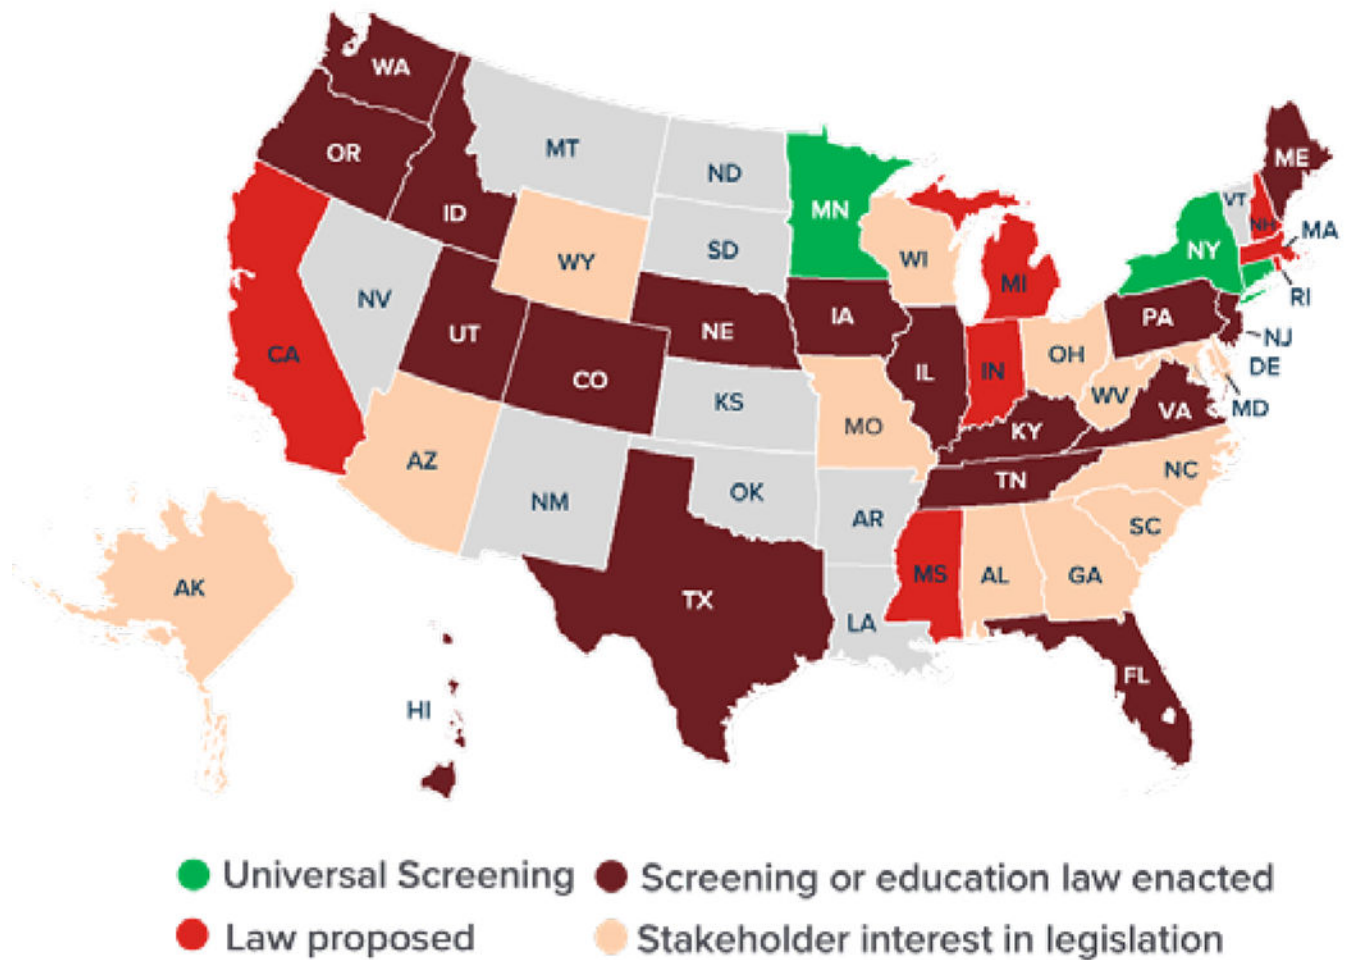 WA
ME
MT
OR
ND
VT
MN
ID
NH
MA
NY
SD
WI
WY
MI
RI
NV
IA
PA
NE
UT
NJ
CA
OH
DE
IN
IL
CO
WV
KS
MD
VA
MO
KY
AZ
NC
TN
OK
NM
AR
SC
MS
AL
GA
AK
TX
LA
FL
HI
Universal Screening
Screening or education law enacted
Law proposed
Stakeholder interest in legislation